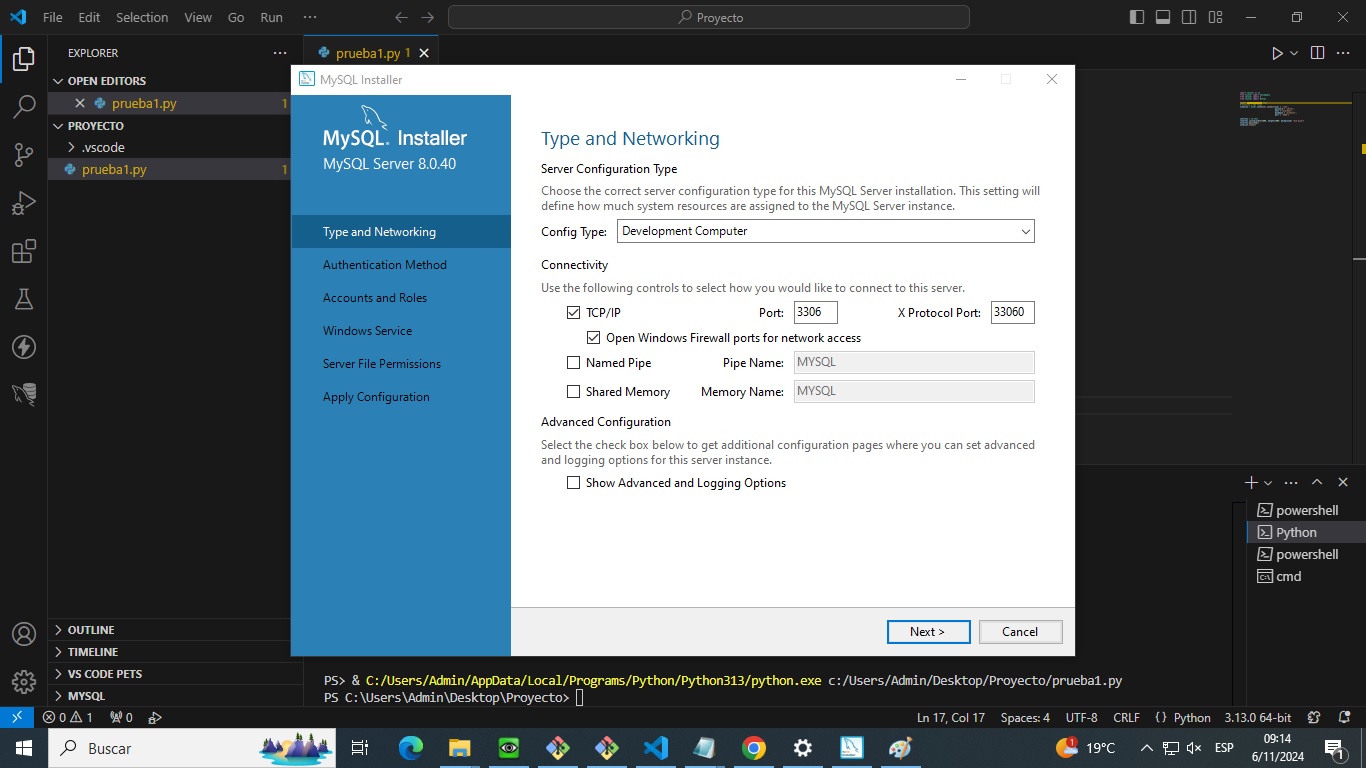 File Edit Selection View Go Run ··· Proyecto
EXPLORER ···
prueba1.py 1
OPEN EDITORS
prueba1.py 1
PROYECTO
.vscode
prueba1.py 1
OUTLINE
TIMELINE
VS CODE PETS
MYSQL
MySQL Installer
MySQL. Installer
MySQL Server 8.0.40
Type and Networking
Authentication Method
Accounts and Roles
Windows Service
Server File Permissions
Apply Configuration
Type and Networking
Server Configuration Type
Choose the correct server configuration type for this MySQL Server installation. This setting will
define how much system resources are assigned to the MySQL Server instance.
Config Type: Development Computer
Connectivity
Use the following controls to select how you would like to connect to this server.
TCP/IP Port: 3306 X Protocol Port: 33060
Open Windows Firewall ports for network access
Named Pipe Pipe Name: MYSQL
Shared Memory Memory Name: MYSQL
Advanced Configuration
Select the check box below to get additional configuration pages where you can set advanced
and logging options for this server instance.
Show Advanced and Logging Options
Next > Cancel
powershell
Python
powershell
cmd
PS> & C:/Users/Admin/AppData/Local/Programs/Python/Python313/python.exe c:/Users/Admin/Desktop/Proyecto/prueba1.py
PS C:\Users\Admin\Desktop\Proyecto>
0 1 0 Ln 17, Col 17 Spaces: 4 UTF-8 CRLF {} Python 3.13.0 64-bit
Buscar 1 19°C ESP 09:14
6/11/2024 1